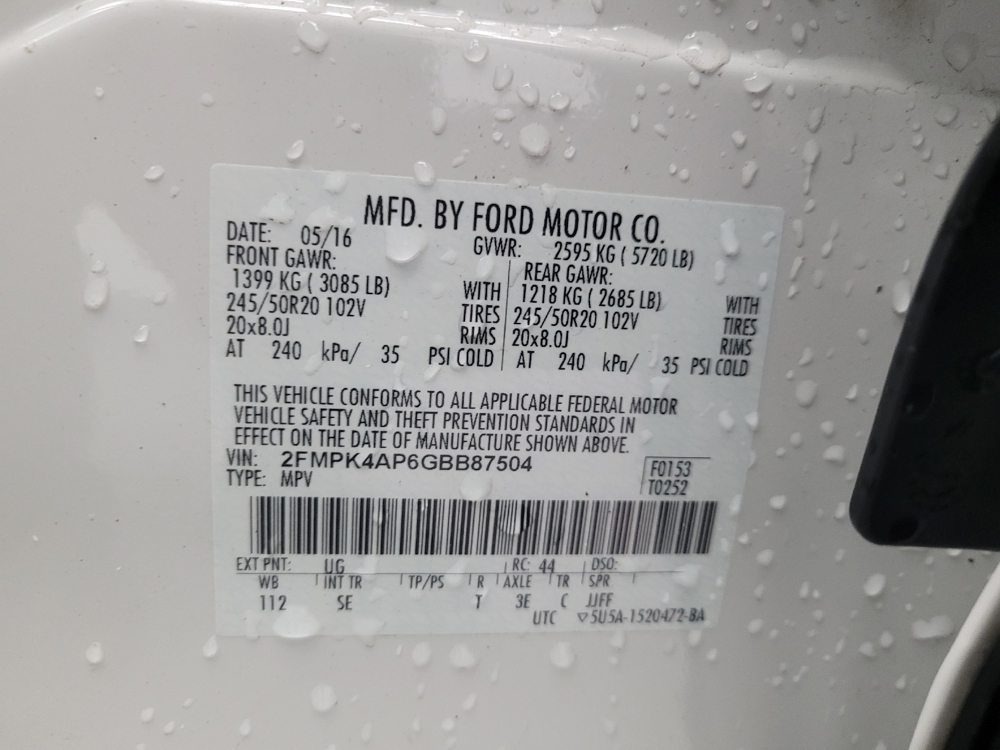 MFD. BY FORD MOTOR CO.
DATE: 05/16 GVWR: 2595 KG ( 5720 LB)
FRONT GAWR: REAR GAWR:
1399 KG ( 3085 LB) WITH 1218 KG ( 2685 LB) WITH
245/50R20 102V TIRES 245/50R20 102V TIRES
20x8.0J RIMS 20x8.0J RIMS
AT 240 kPa/ 35 PSI COLD AT 240 kPa/ 35 PSI COLD
THIS VEHICLE CONFORMS TO ALL APPLICABLE FEDERAL MOTOR
VEHICLE SAFETY AND THEFT PREVENTION STANDARDS IN
EFFECT ON THE DATE OF MANUFACTURE SHOWN ABOVE.
VIN: 2FMPK4AP6GBB87504 F0153
TYPE: MPV T0252
EXT PNT: UG RC: 44 DSO:
WB INT TR TP/PS R AXLE TR SPR
112 SE T 3E C JJFF
UTC ▽5U5A-1520472-BA